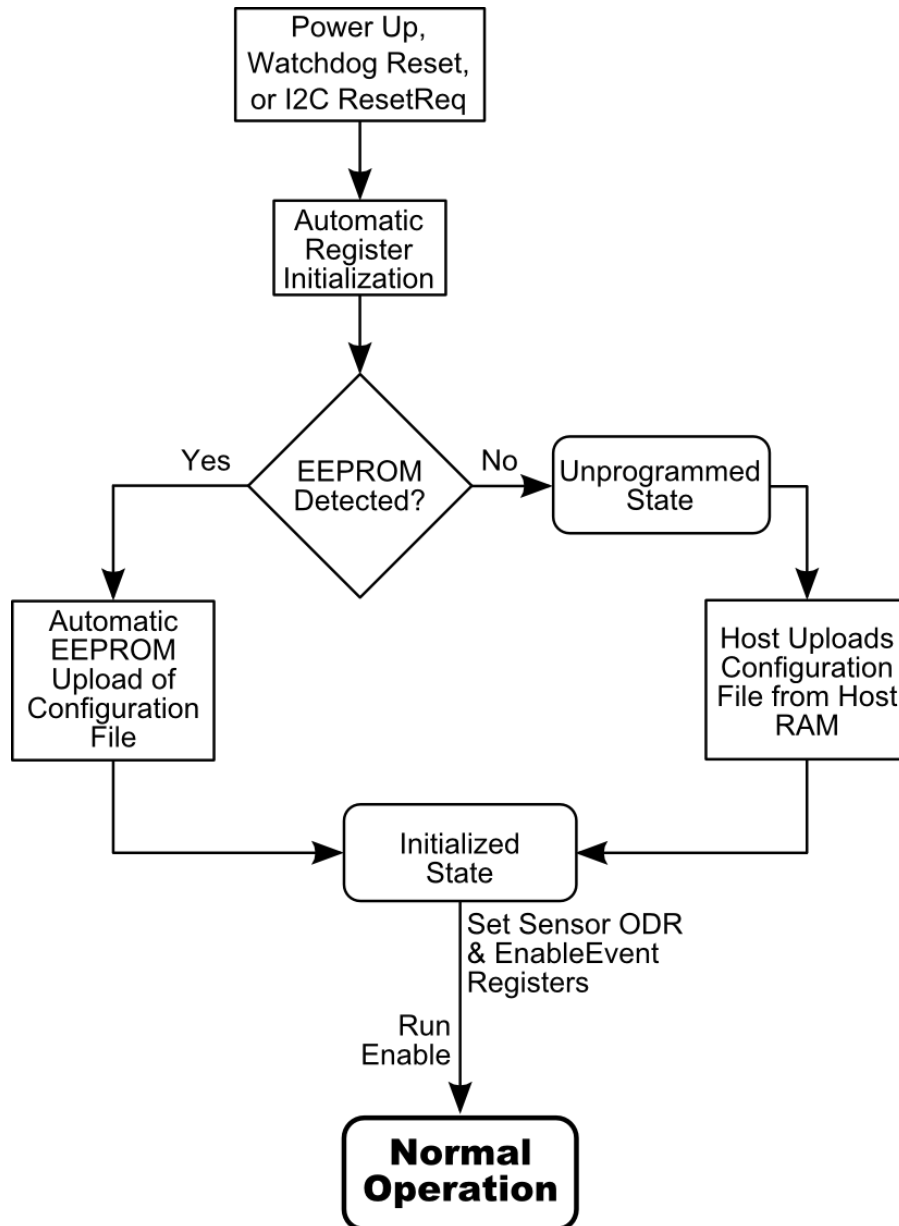 Power Up,
Watchdog Reset,
or I2C ResetReq
Automatic
Register
Initialization
Yes
EEPROM
Detected?
No
Unprogrammed
State
Automatic
EEPROM
Upload of
Configuration
File
Host Uploads
Configuration
File from Host
RAM
Initialized
State
Set Sensor ODR
& EnableEvent
Registers
Run
Enable
Normal
Operation